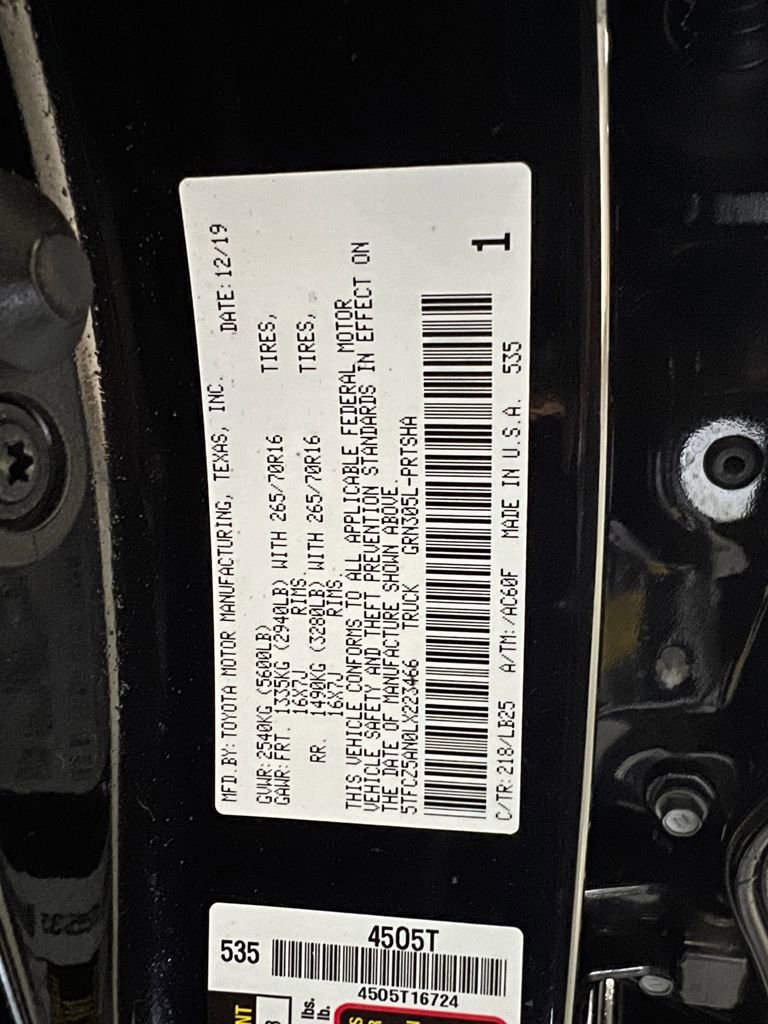 MFD. BY: TOYOTA MOTOR MANUFACTURING, TEXAS, INC. DATE: 12/19
GVWR: 2540KG (5600LB)
GAWR: FRT. 1335KG (2940LB) WITH 265/70R16 TIRES,
16X7J RIMS.
RR. 1490KG (3280LB) WITH 265/70R16 TIRES,
16X7J RIMS.
THIS VEHICLE CONFORMS TO ALL APPLICABLE FEDERAL MOTOR
VEHICLE SAFETY AND THEFT PREVENTION STANDARDS IN EFFECT ON
THE DATE OF MANUFACTURE SHOWN ABOVE.
5TFCZ5AN0LX223466 TRUCK GRN305L-PRTSHA
1
C/TR: 218/LB25 A/TM: /AC60F MADE IN U.S.A. 535
535
4505T
4505T16724
lbs.
lb.